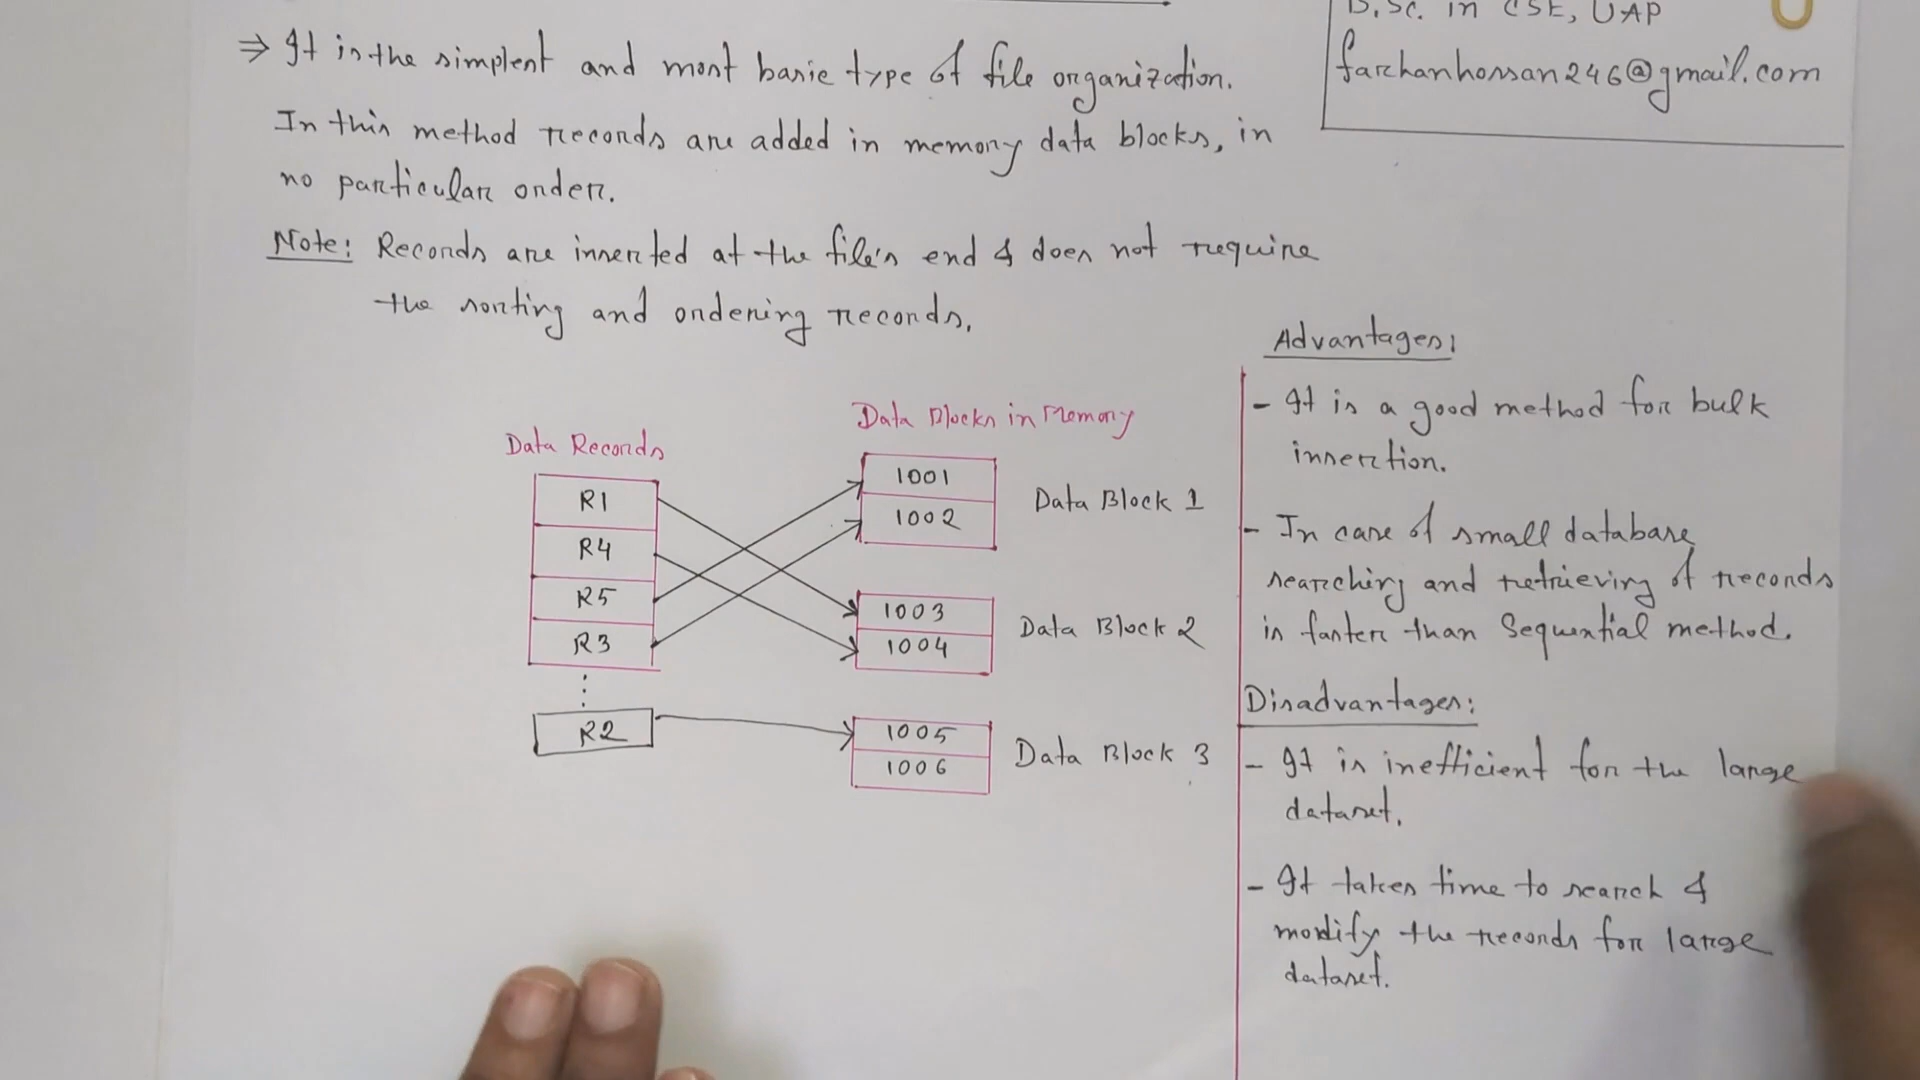 B.Sc. in CSE, UAP
farhanhossan246@gmail.com
⇒ It is the simplest and most basic type of file organization.
In this method records are added in memory data blocks, in
no particular order.
Note: Records are inserted at the file's end & does not require
the sorting and ordering records.
Data Records
R1
R4
R5
R3
R2
Data Blocks in Memory
1001
1002
Data Block 1
1003
1004
Data Block 2
1005
1006
Data Block 3
Advantages:
- It is a good method for bulk
insertion.
- In case of small database
searching and retrieving of records
is faster than Sequential method.
Disadvantages:
- It is inefficient for the large
dataset.
- It takes time to search &
modify the records for large
dataset.